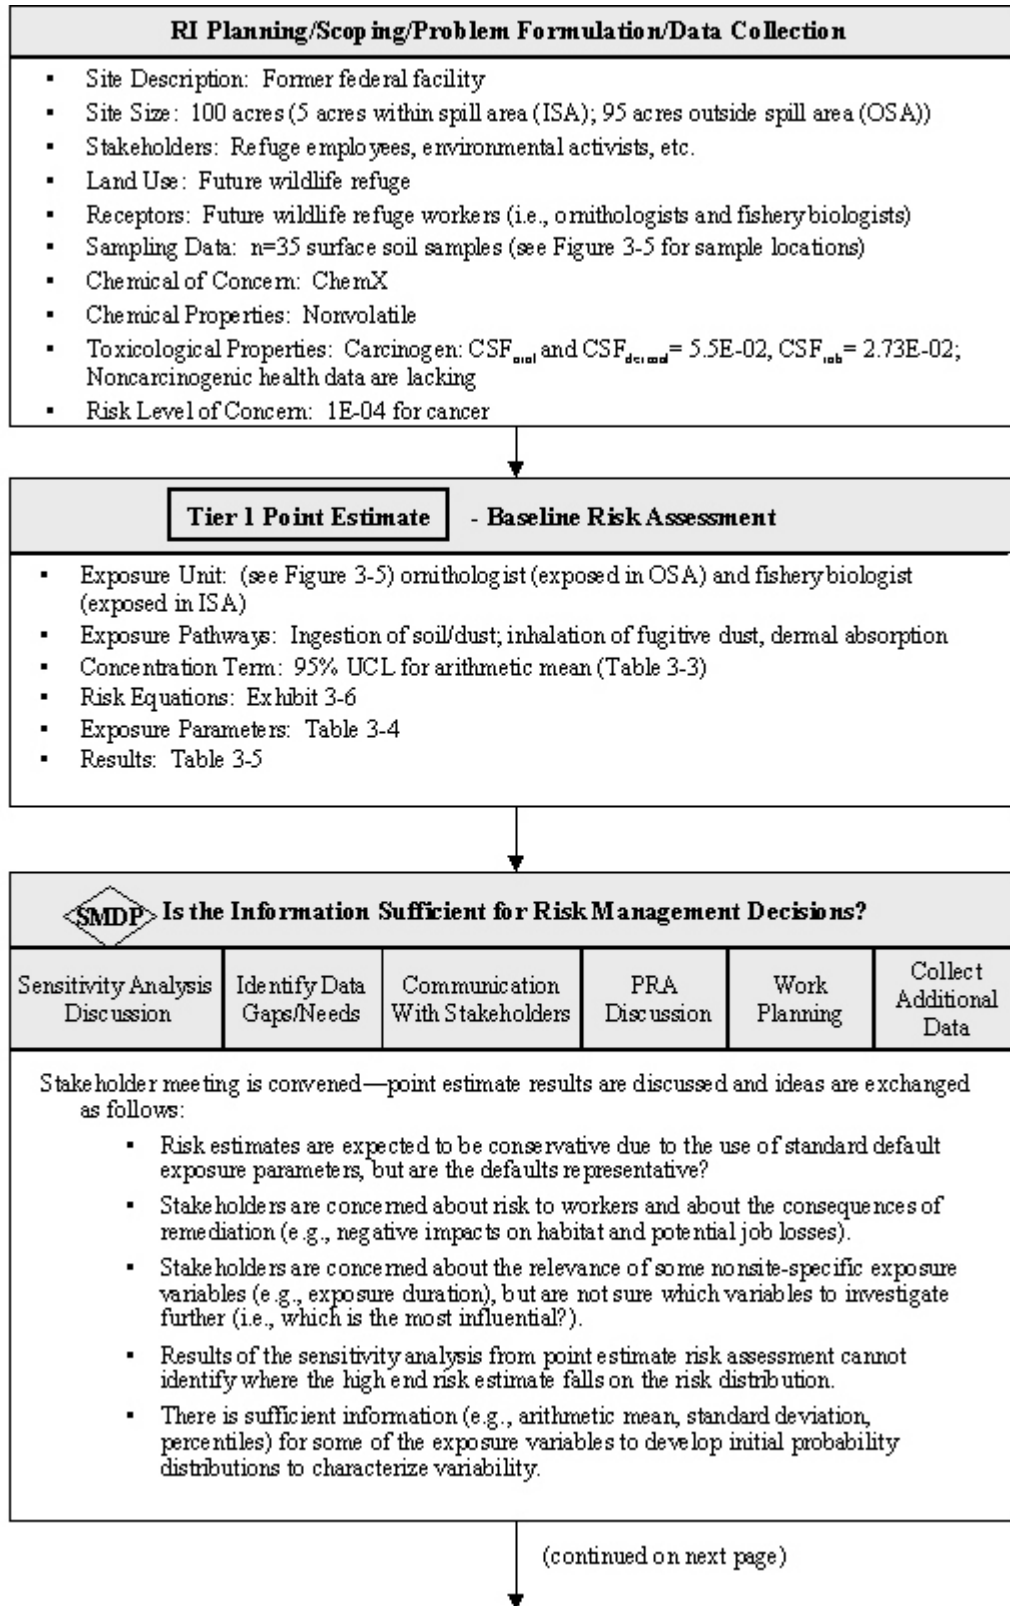 RI Planning/Scoping/Problem Formulation/Data Collection
▪ Site Description: Former federal facility
▪ Site Size: 100 acres (5 acres within spill area (ISA); 95 acres outside spill area (OSA))
▪ Stakeholders: Refuge employees, environmental activists, etc.
▪ Land Use: Future wildlife refuge
▪ Receptors: Future wildlife refuge workers (i.e., ornithologists and fishery biologists)
▪ Sampling Data: n=35 surface soil samples (see Figure 3-5 for sample locations)
▪ Chemical of Concern: ChemX
▪ Chemical Properties: Nonvolatile
▪ Toxicological Properties: Carcinogen: CSForal and CSFdermal= 5.5E-02, CSFinh= 2.73E-02;
Noncarcinogenic health data are lacking
▪ Risk Level of Concern: 1E-04 for cancer
Tier 1 Point Estimate - Baseline Risk Assessment
▪ Exposure Unit: (see Figure 3-5) ornithologist (exposed in OSA) and fishery biologist
(exposed in ISA)
▪ Exposure Pathways: Ingestion of soil/dust; inhalation of fugitive dust, dermal absorption
▪ Concentration Term: 95% UCL for arithmetic mean (Table 3-3)
▪ Risk Equations: Exhibit 3-6
▪ Exposure Parameters: Table 3-4
▪ Results: Table 3-5
SMDP Is the Information Sufficient for Risk Management Decisions?
Sensitivity Analysis
Discussion
Identify Data
Gaps/Needs
Communication
With Stakeholders
PRA
Discussion
Work
Planning
Collect
Additional
Data
Stakeholder meeting is convened—point estimate results are discussed and ideas are exchanged
as follows:
▪ Risk estimates are expected to be conservative due to the use of standard default
exposure parameters, but are the defaults representative?
▪ Stakeholders are concerned about risk to workers and about the consequences of
remediation (e.g., negative impacts on habitat and potential job losses).
▪ Stakeholders are concerned about the relevance of some nonsite-specific exposure
variables (e.g., exposure duration), but are not sure which variables to investigate
further (i.e., which is the most influential?).
▪ Results of the sensitivity analysis from point estimate risk assessment cannot
identify where the high end risk estimate falls on the risk distribution.
▪ There is sufficient information (e.g., arithmetic mean, standard deviation,
percentiles) for some of the exposure variables to develop initial probability
distributions to characterize variability.
(continued on next page)